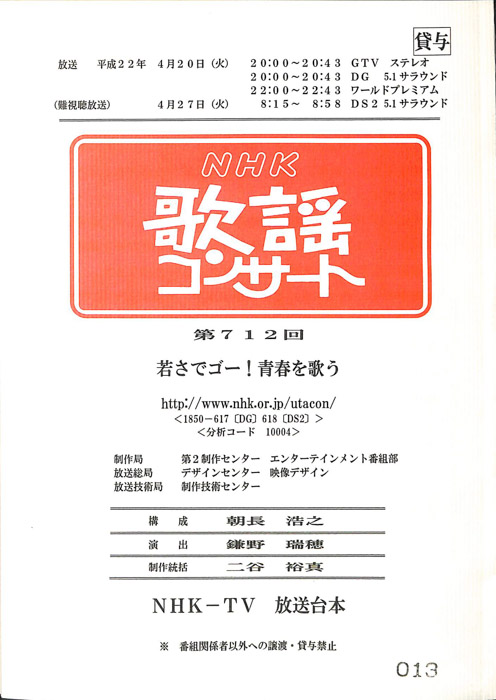 貸与
放送　平成２２年　４月２０日（火）　２０:００～２０:４３　ＧＴＶ　ステレオ
２０:００～２０:４３　ＤＧ　５.１サラウンド
２２:００～２２:４３　ワールドプレミアム
（難視聴放送）　４月２７日（火）　８:１５～　８:５８　ＤＳ２　５.１サラウンド
NHK
歌謡
コンサート
第７１２回
若さでゴー！青春を歌う
http://www.nhk.or.jp/utacon/
＜1850－617〔DG〕618〔DS2〕＞
＜分析コード　10004＞
制作局　第２制作センター　エンターテインメント番組部
放送総局　デザインセンター　映像デザイン
放送技術局　制作技術センター
構　成　朝長　浩之
演　出　鎌野　瑞穂
制作統括　二谷　裕真
ＮＨＫ－ＴＶ　放送台本
※　番組関係者以外への譲渡・貸与禁止
013